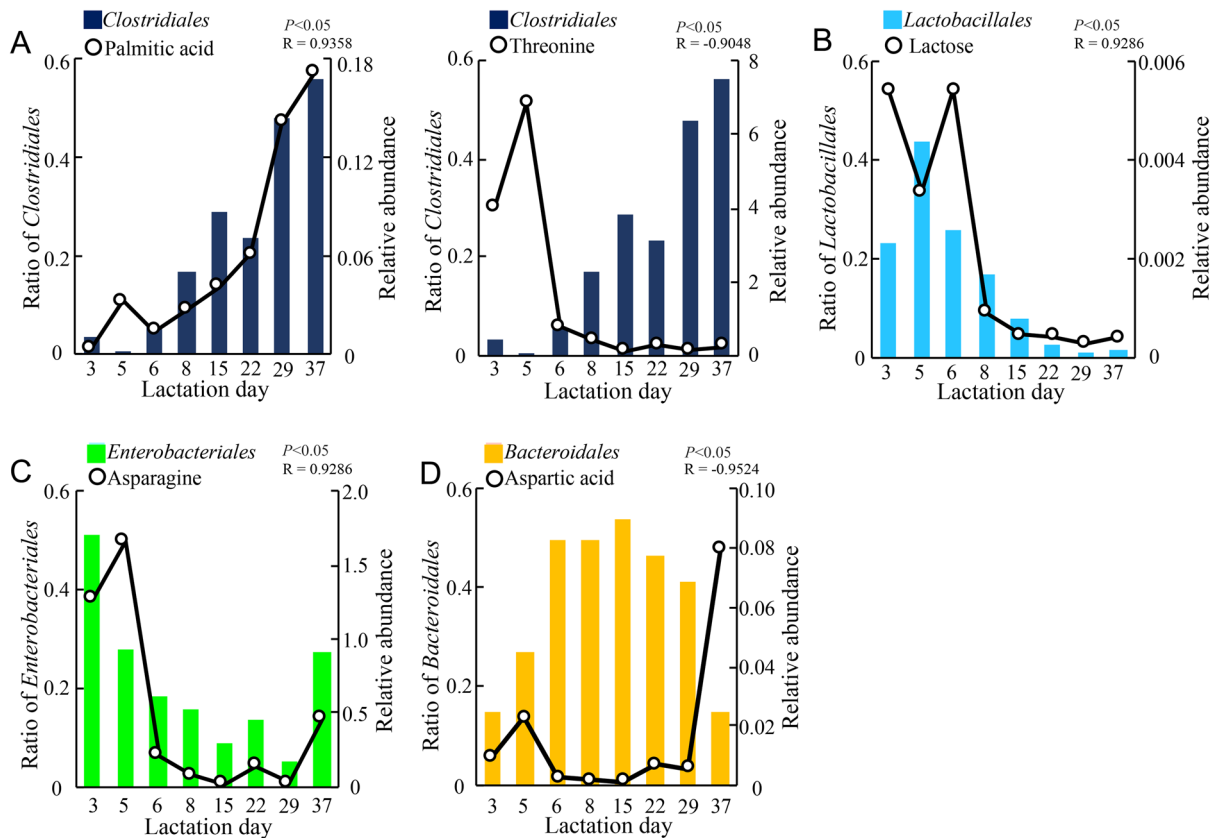 A
Clostridiales
Palmitic acid
P<0.05
R = 0.9358
Ratio of Clostridiales
0.6
0.4
0.2
0
0.18
0.12
0.06
0
Relative abundance
3 5 6 8 15 22 29 37
Lactation day
Clostridiales
Threonine
P<0.05
R = -0.9048
Ratio of Clostridiales
0.6
0.4
0.2
0
8
6
4
2
0
Relative abundance
3 5 6 8 15 22 29 37
Lactation day
B
Lactobacillales
Lactose
P<0.05
R = 0.9286
Ratio of Lactobacillales
0.6
0.4
0.2
0
0.006
0.004
0.002
0
Relative abundance
3 5 6 8 15 22 29 37
Lactation day
C
Enterobacteriales
Asparagine
P<0.05
R = 0.9286
Ratio of Enterobacteriales
0.6
0.4
0.2
0
2.0
1.5
1.0
0.5
0
Relative abundance
3 5 6 8 15 22 29 37
Lactation day
D
Bacteroidales
Aspartic acid
P<0.05
R = -0.9524
Ratio of Bacteroidales
0.6
0.4
0.2
0
0.10
0.08
0.06
0.04
0.02
0
Relative abundance
3 5 6 8 15 22 29 37
Lactation day